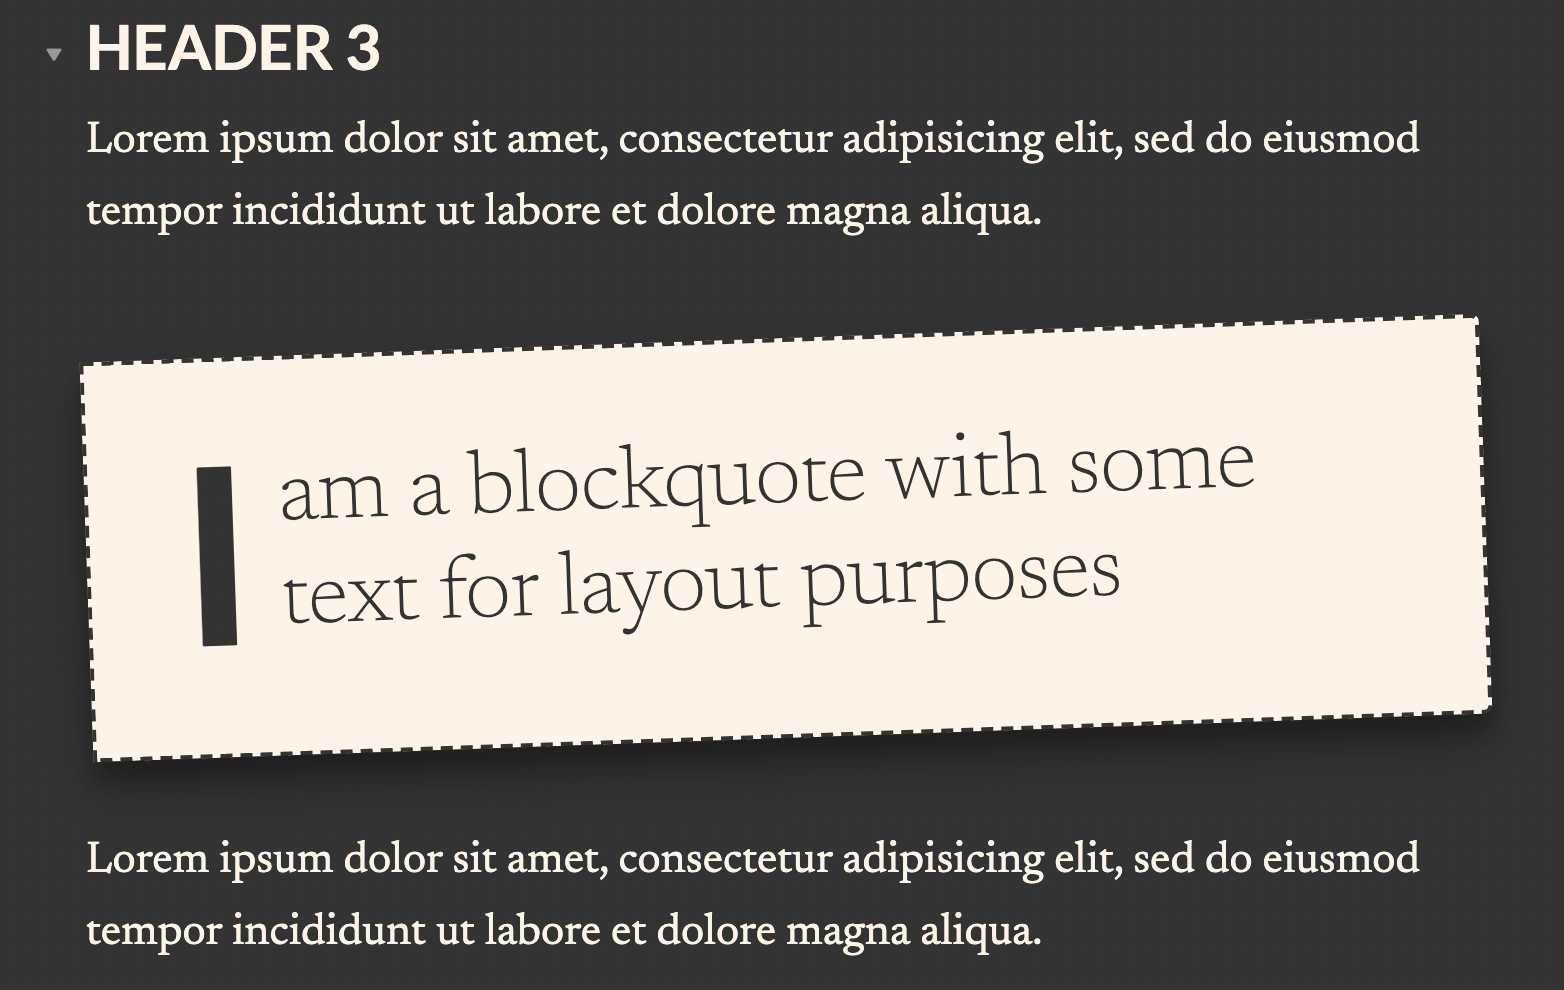 HEADER 3
Lorem ipsum dolor sit amet, consectetur adipisicing elit, sed do eiusmod
tempor incididunt ut labore et dolore magna aliqua.
I am a blockquote with some
text for layout purposes
Lorem ipsum dolor sit amet, consectetur adipisicing elit, sed do eiusmod
tempor incididunt ut labore et dolore magna aliqua.